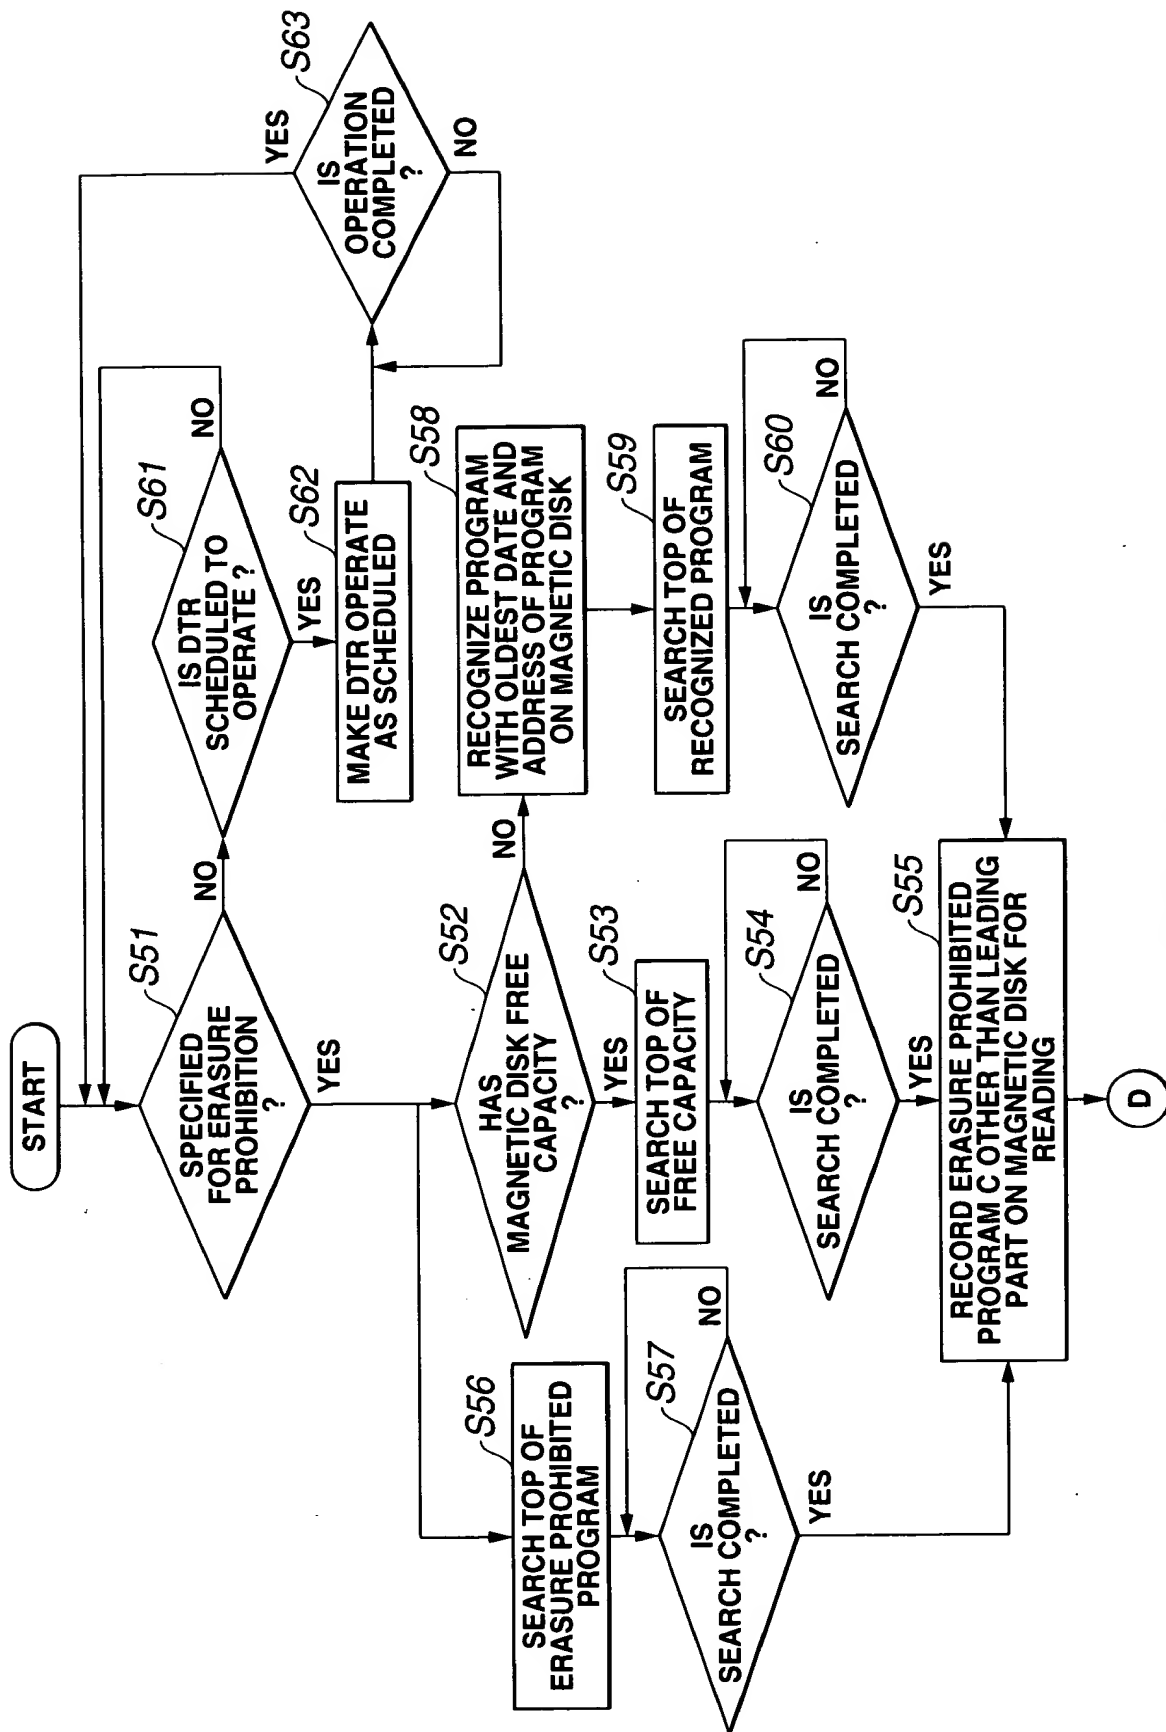 START
S51
SPECIFIED
FOR ERASURE
PROHIBITION
?
NO
YES
S61
IS DTR
SCHEDULED TO
OPERATE ?
NO
YES
S62
MAKE DTR OPERATE
AS SCHEDULED
S63
IS
OPERATION
COMPLETED
?
YES
NO
S52
HAS
MAGNETIC DISK FREE
CAPACITY
?
NO
YES
S53
SEARCH TOP OF
FREE CAPACITY
S54
IS
SEARCH COMPLETED
?
NO
YES
S56
SEARCH TOP OF
ERASURE PROHIBITED
PROGRAM
S57
IS
SEARCH COMPLETED
?
NO
YES
S58
RECOGNIZE PROGRAM
WITH OLDEST DATE AND
ADDRESS OF PROGRAM
ON MAGNETIC DISK
S59
SEARCH TOP OF
RECOGNIZED PROGRAM
S60
IS
SEARCH COMPLETED
?
NO
YES
S55
RECORD ERASURE PROHIBITED
PROGRAM C OTHER THAN LEADING
PART ON MAGNETIC DISK FOR
READING
D